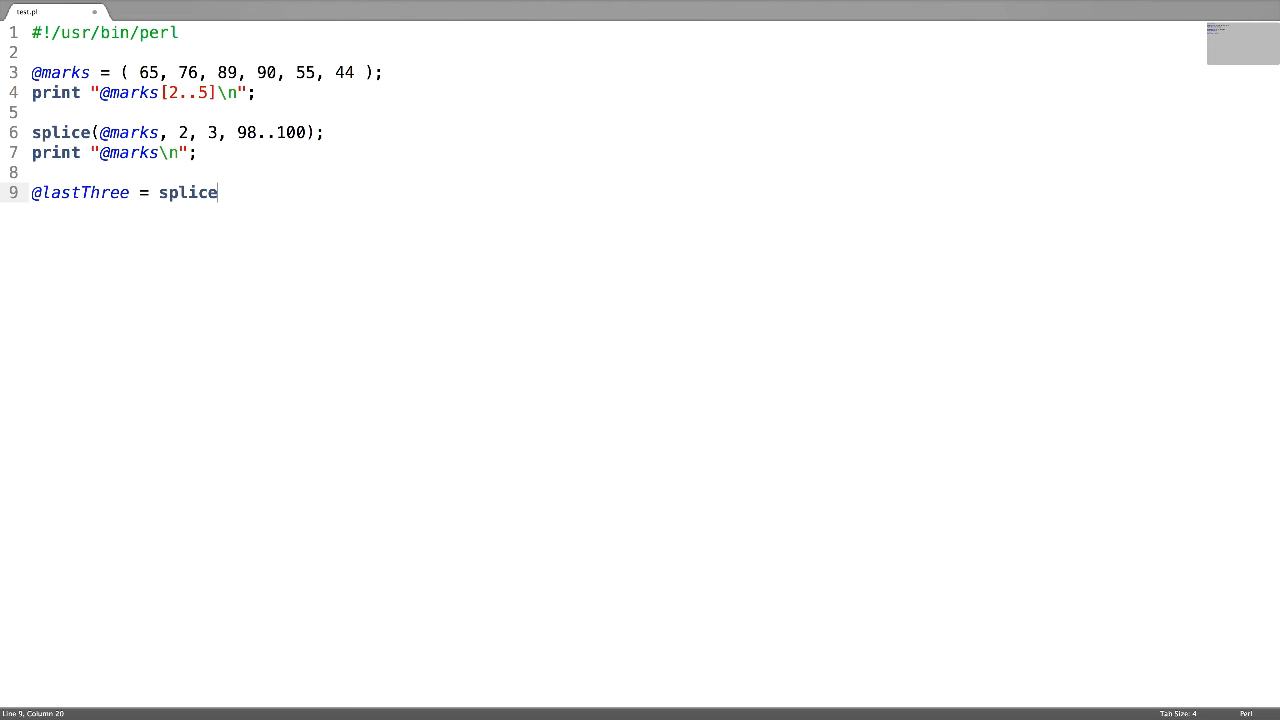 test.pl
1 #!/usr/bin/perl
2
3 @marks = ( 65, 76, 89, 90, 55, 44 );
4 print "@marks[2..5]\n";
5
6 splice(@marks, 2, 3, 98..100);
7 print "@marks\n";
8
9 @lastThree = splice
Line 9, Column 20 Tab Size: 4 Perl